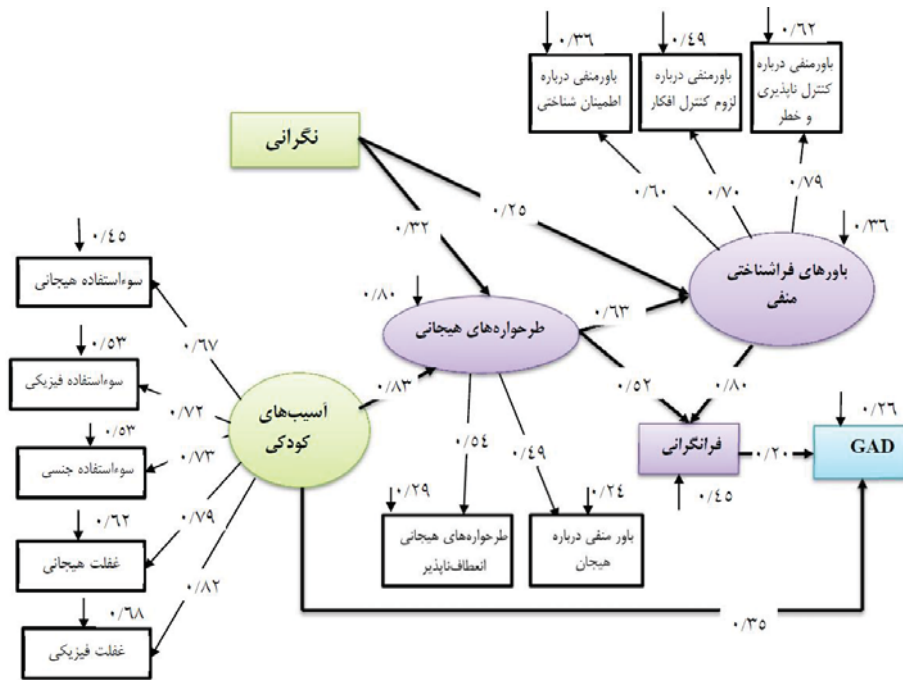 ۰/۳۶
۰/۴۹
۰/۶۲
باورمنفی درباره
اطمینان شناختی
باورمنفی درباره
لزوم کنترل افکار
باورمنفی درباره
کنترل ناپذیری
و خطر
نگرانی
۰/۶۰
۰/۷۰
۰/۷۹
۰/۲۵
۰/۳۲
۰/۳۶
باورهای فراشناختی
منفی
۰/۴۵
سوءاستفاده هیجانی
۰/۸۰
طرحواره‌های هیجانی
۰/۶۳
۰/۶۷
۰/۵۳
سوءاستفاده فیزیکی
۰/۸۳
۰/۵۲
۰/۸۰
۰/۷۲
آسیب‌های
کودکی
۰/۵۳
سوءاستفاده جنسی
۰/۷۳
۰/۵۴
۰/۴۹
فرانگرانی
۰/۲۰
۰/۲۶
GAD
۰/۴۵
۰/۲۹
۰/۲۴
طرحواره‌های هیجانی
انعطاف‌ناپذیر
باور منفی درباره
هیجان
۰/۶۲
غفلت هیجانی
۰/۷۹
۰/۸۲
۰/۶۸
غفلت فیزیکی
۰/۳۵